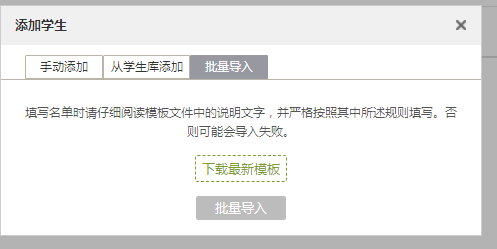 添加学生
手动添加 从学生库添加 批量导入
填写名单时请仔细阅读模板文件中的说明文字，并严格按照其中所述规则填写。否
则可能会导入失败。
下载最新模板
批量导入